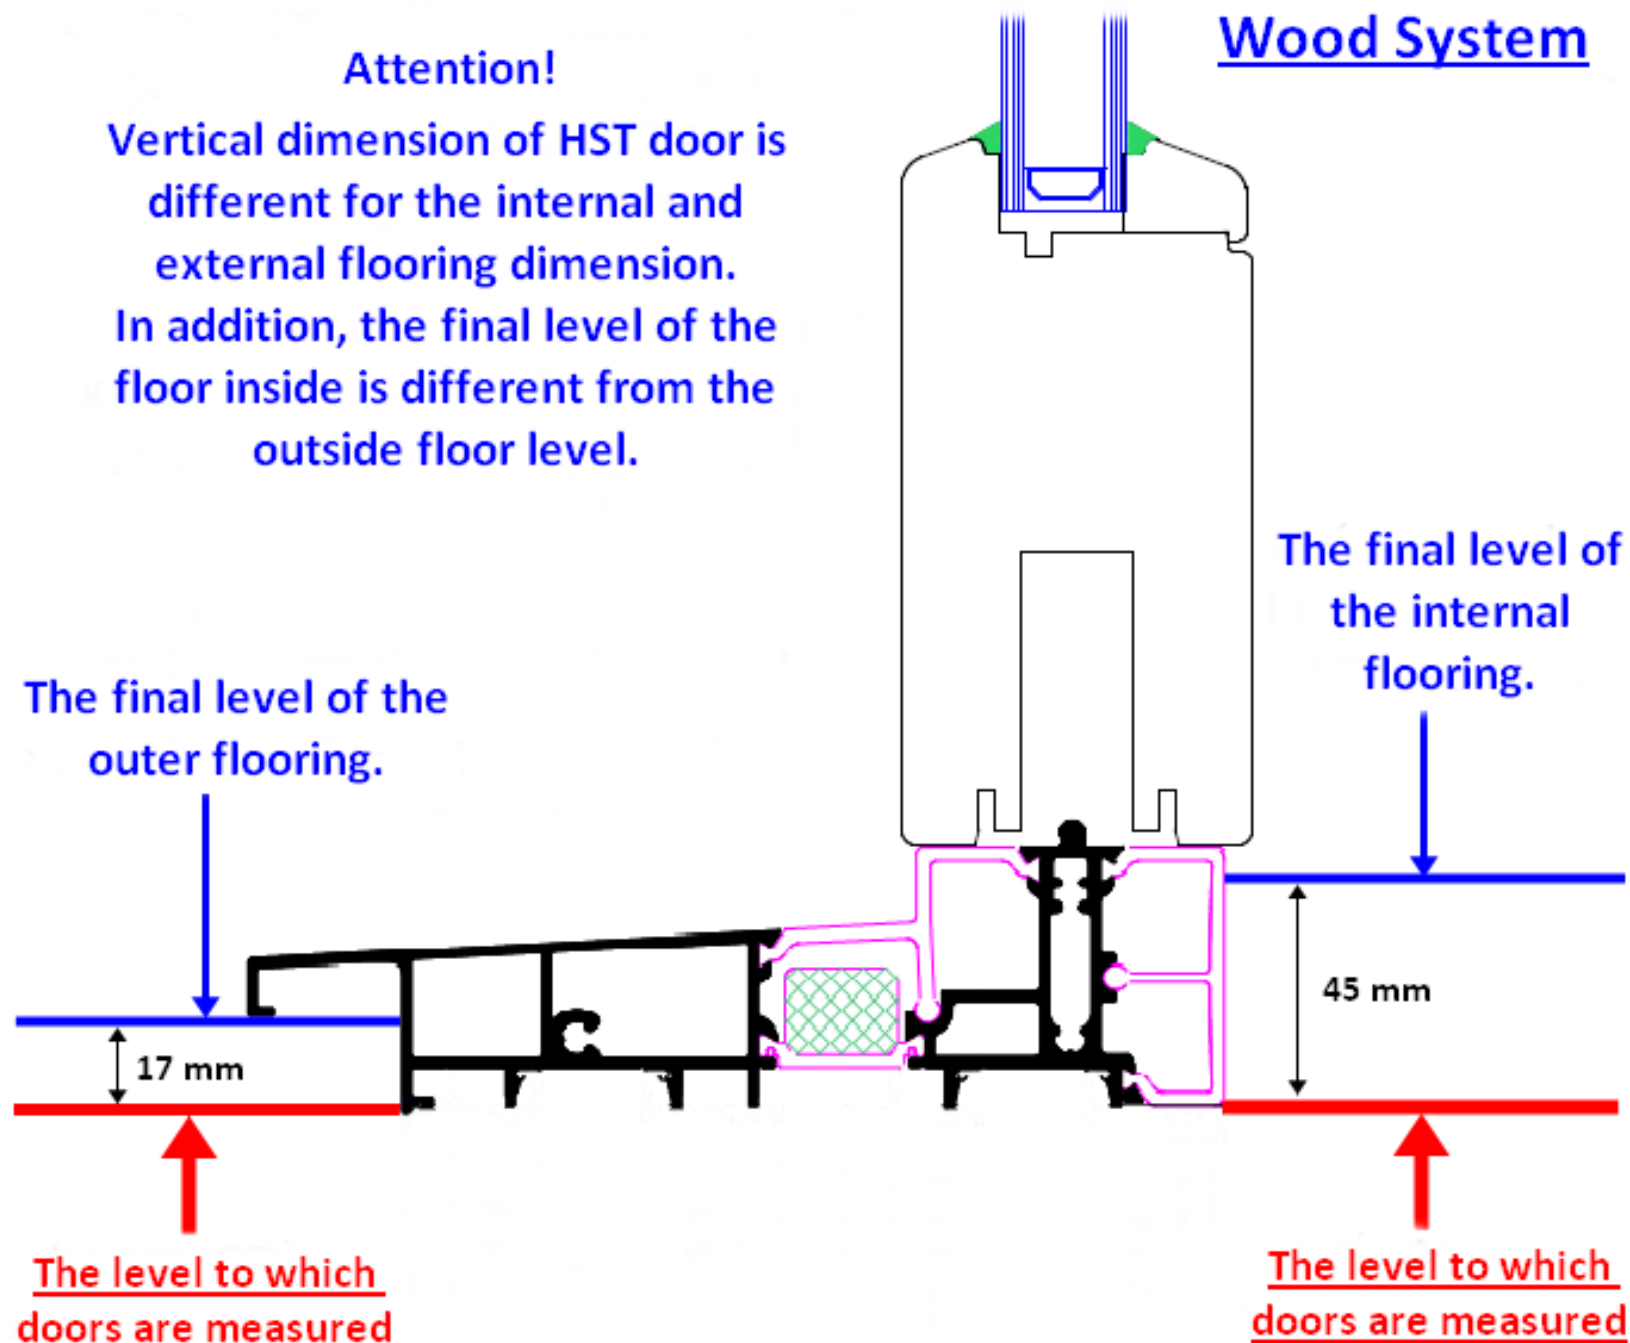 Wood System
Attention!
Vertical dimension of HST door is
different for the internal and
external flooring dimension.
In addition, the final level of the
floor inside is different from the
outside floor level.
The final level of
the internal
flooring.
The final level of the
outer flooring.
45 mm
17 mm
The level to which
doors are measured
The level to which
doors are measured